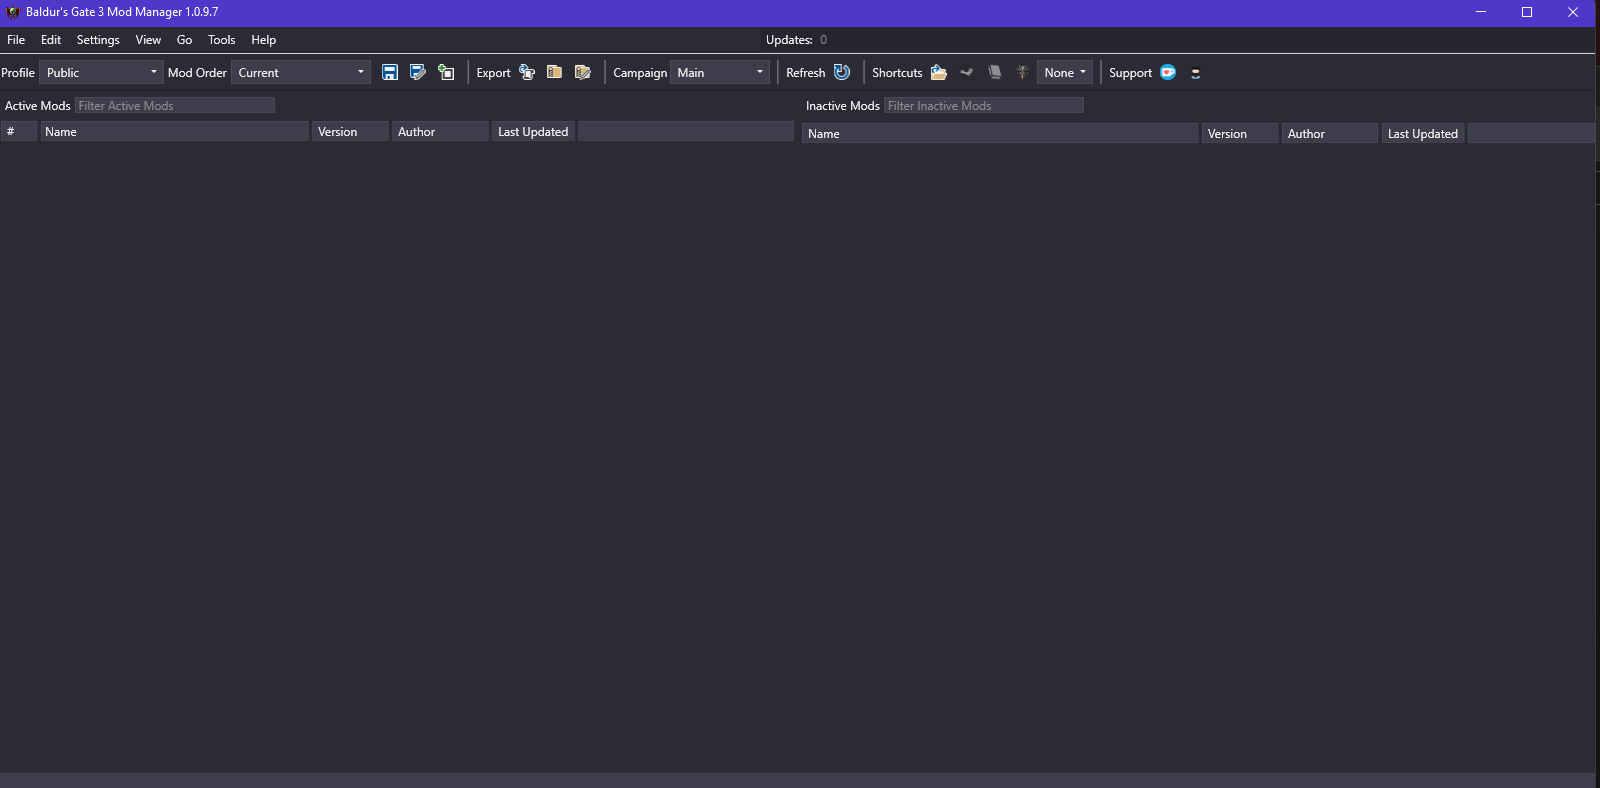 Baldur's Gate 3 Mod Manager 1.0.9.7
File Edit Settings View Go Tools Help Updates: 0
Profile Public Mod Order Current Export Campaign Main Refresh Shortcuts None Support
Active Mods Filter Active Mods Inactive Mods Filter Inactive Mods
# Name Version Author Last Updated Name Version Author Last Updated